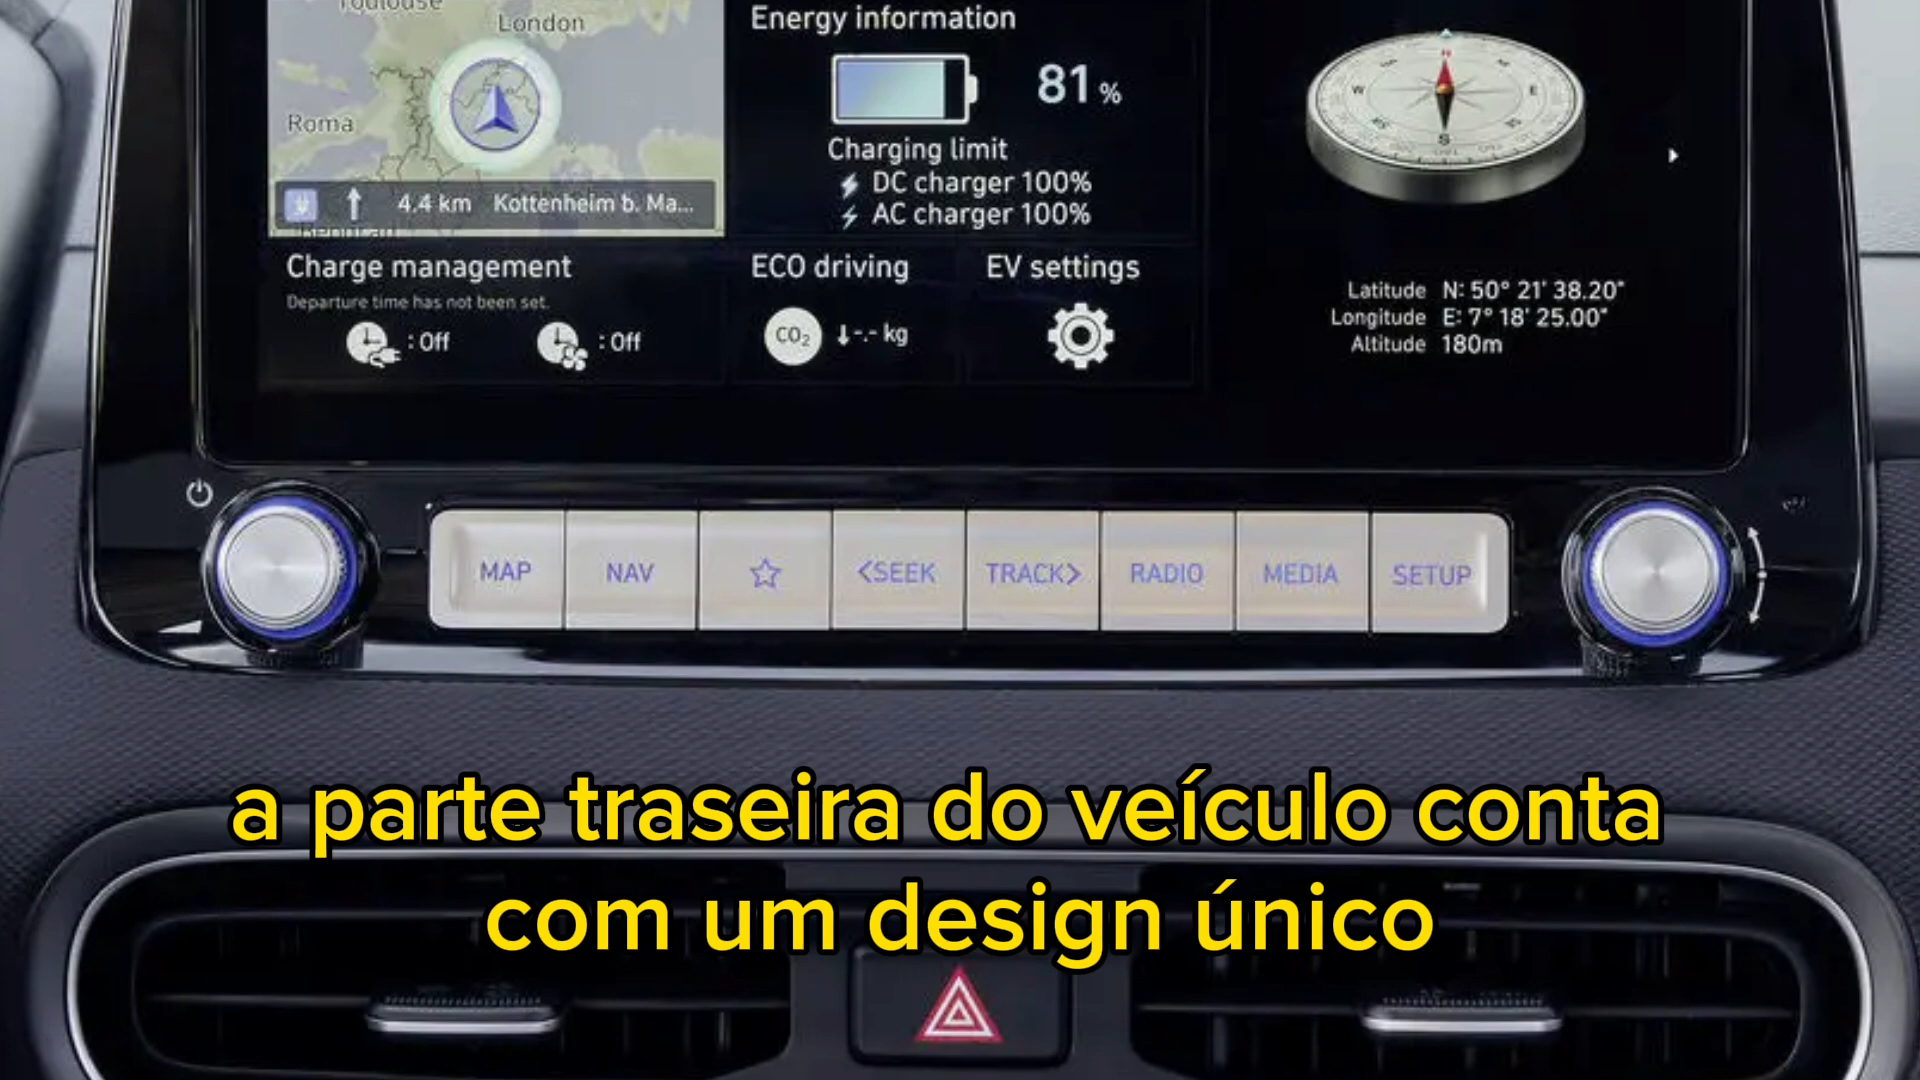 Toulouse
London
Roma
4.4 km Kottenheim b. Ma...
Energy information
81 %
Charging limit
DC charger 100%
AC charger 100%
N
W
E
S
Charge management
Departure time has not been set.
: Off
: Off
ECO driving
CO₂
-.- kg
EV settings
Latitude N: 50° 21' 38.20"
Longitude E: 7° 18' 25.00"
Altitude 180m
MAP
NAV
<SEEK
TRACK>
RADIO
MEDIA
SETUP
a parte traseira do veículo conta
com um design único